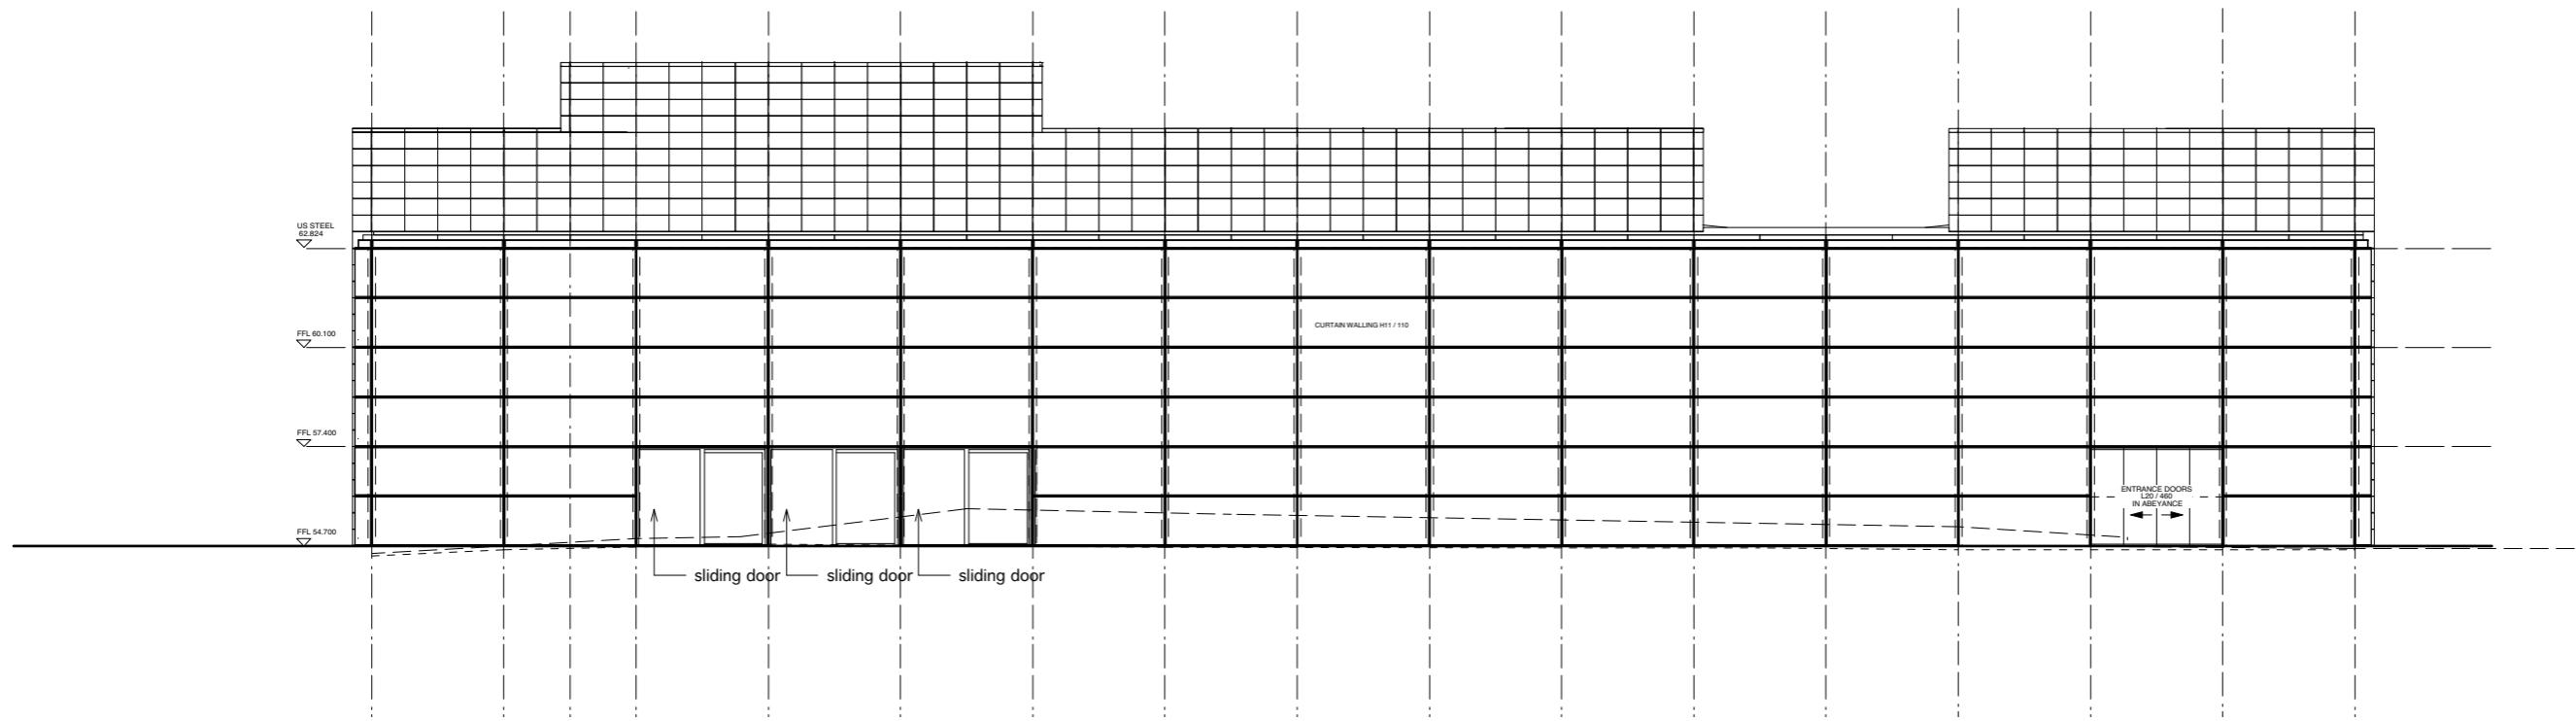 US STEEL
62.824
FFL 60.100
CURTAIN WALLING H11 / 110
FFL 57.400
ENTRANCE DOORS
L20 / 460
IN ABEYANCE
FFL 54.700
sliding door
sliding door
sliding door